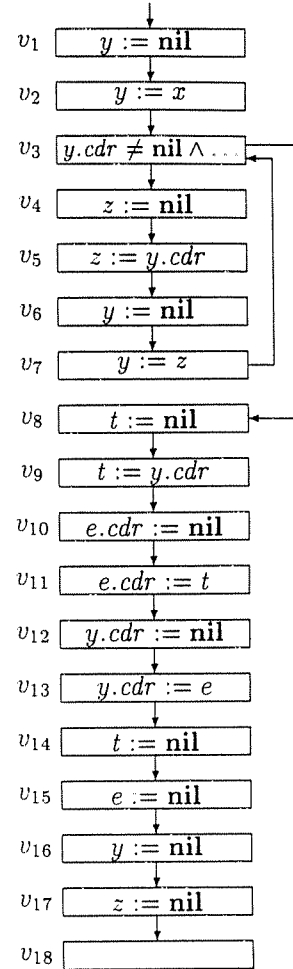 v₁ y := nil
v₂ y := x
v₃ y.cdr ≠ nil ∧ ...
v₄ z := nil
v₅ z := y.cdr
v₆ y := nil
v₇ y := z
v₈ t := nil
v₉ t := y.cdr
v₁₀ e.cdr := nil
v₁₁ e.cdr := t
v₁₂ y.cdr := nil
v₁₃ y.cdr := e
v₁₄ t := nil
v₁₅ e := nil
v₁₆ y := nil
v₁₇ z := nil
v₁₈